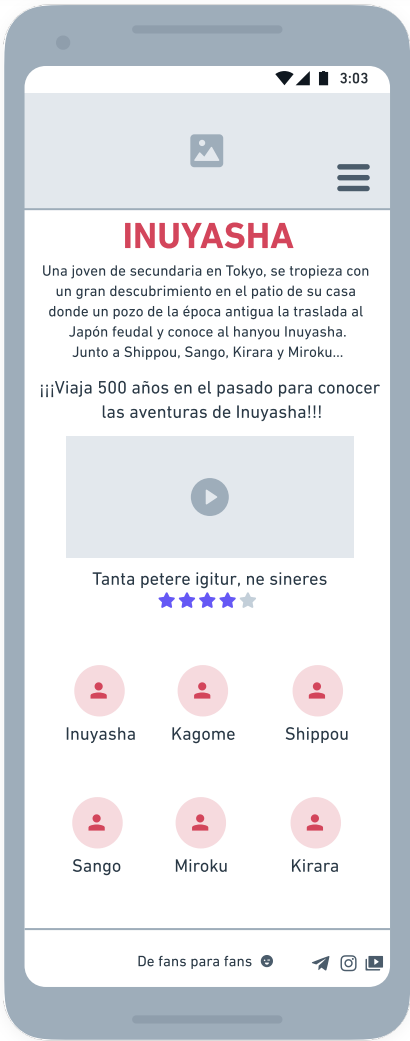 3:03
INUYASHA
Una joven de secundaria en Tokyo, se tropieza con
un gran descubrimiento en el patio de su casa
donde un pozo de la época antigua la traslada al
Japón feudal y conoce al hanyou Inuyasha.
Junto a Shippou, Sango, Kirara y Miroku...
¡¡¡Viaja 500 años en el pasado para conocer
las aventuras de Inuyasha!!!
Tanta petere igitur, ne sineres
Inuyasha Kagome Shippou
Sango Miroku Kirara
De fans para fans